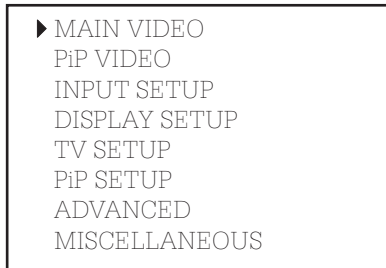 MAIN VIDEO
PiP VIDEO
INPUT SETUP
DISPLAY SETUP
TV SETUP
PiP SETUP
ADVANCED
MISCELLANEOUS